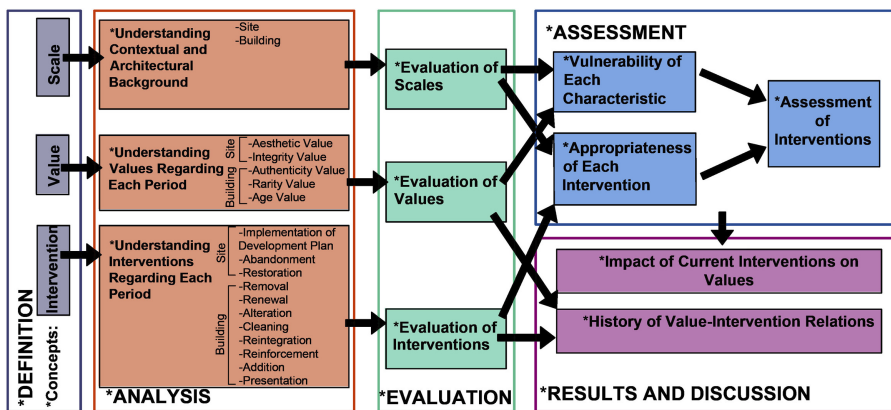 *DEFINITION
*Concepts:
Scale
Value
Intervention
*Understanding
Contextual and
Architectural
Background
-Site
-Building
*Understanding
Values Regarding
Each Period
Site
-Aesthetic Value
-Integrity Value
Building
-Authenticity Value
-Rarity Value
-Age Value
*Understanding
Interventions
Regarding Each
Period
Site
-Implementation of
Development Plan
-Abandonment
-Restoration
Building
-Removal
-Renewal
-Alteration
-Cleaning
-Reintegration
-Reinforcement
-Addition
-Presentation
*ANALYSIS
*Evaluation of
Scales
*Evaluation
of Values
*Evaluation of
Interventions
*EVALUATION
*ASSESSMENT
*Vulnerability of
Each
Characteristic
*Appropriateness
of Each
Intervention
*Assessment
of
Interventions
*Impact of Current Interventions on
Values
*History of Value-Intervention Relations
*RESULTS AND DISCUSSION